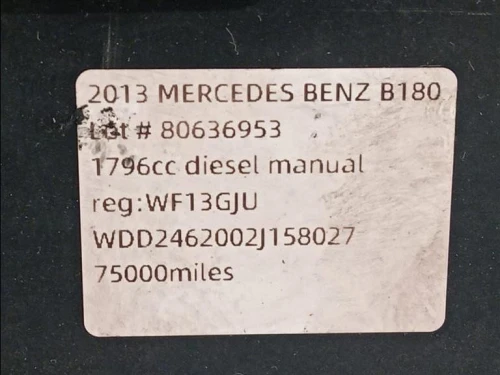 2013 MERCEDES BENZ B180
Lot # 80636953
1796cc diesel manual
reg:WF13GJU
WDD2462002J158027
75000miles